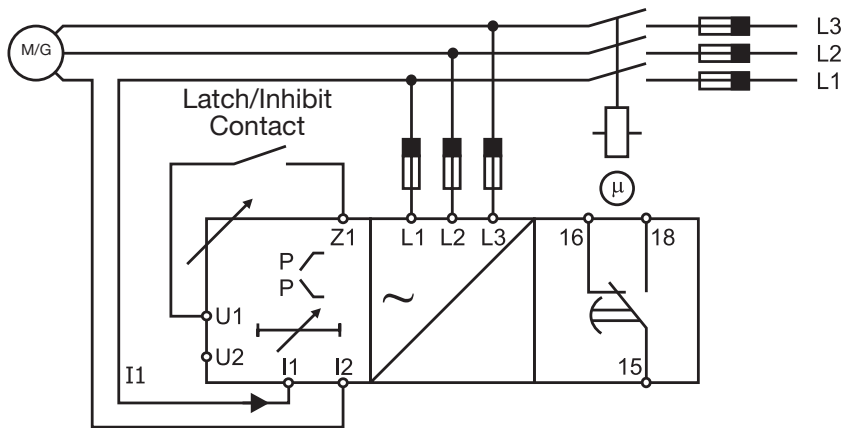 L3
M/G
L2
L1
Latch/Inhibit
Contact
μ
Z1
L1
L2
L3
16
18
P
P
~
U1
U2
I1
I1
I2
15